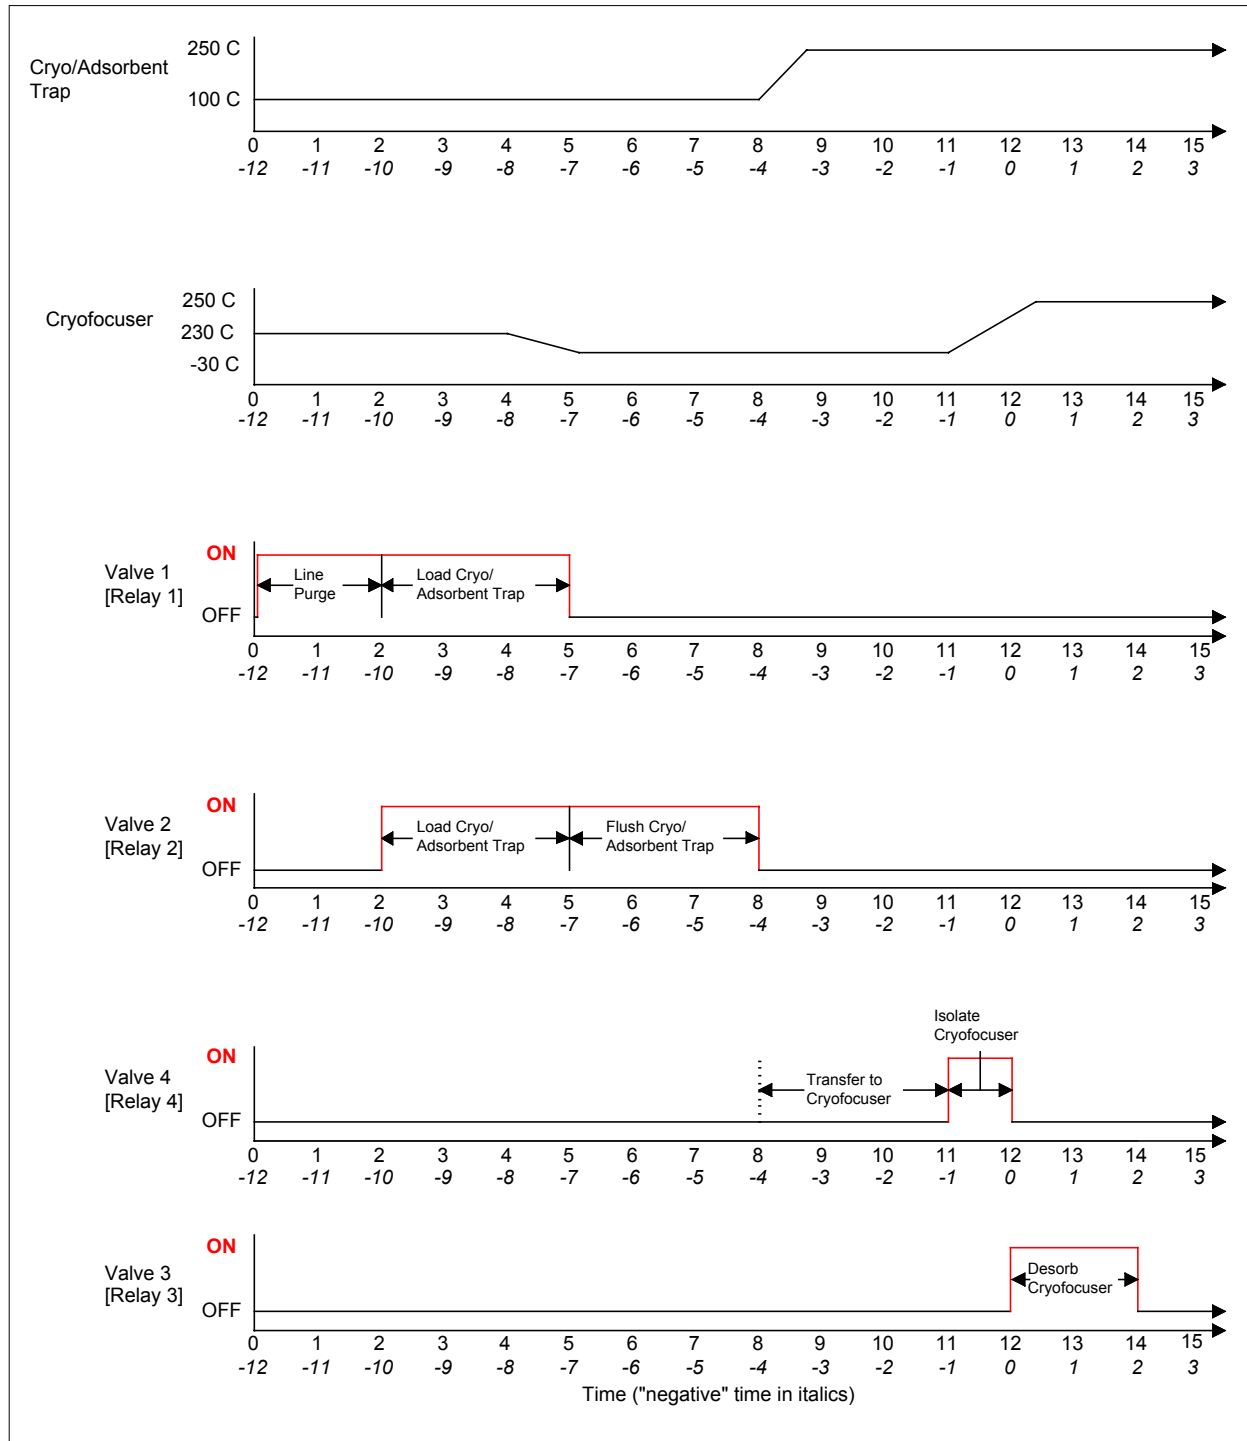 250 C
Cryo/Adsorbent
Trap
100 C
0 1 2 3 4 5 6 7 8 9 10 11 12 13 14 15
-12 -11 -10 -9 -8 -7 -6 -5 -4 -3 -2 -1 0 1 2 3
250 C
Cryofocuser
230 C
-30 C
0 1 2 3 4 5 6 7 8 9 10 11 12 13 14 15
-12 -11 -10 -9 -8 -7 -6 -5 -4 -3 -2 -1 0 1 2 3
ON
Valve 1
[Relay 1]
OFF
Line
Purge
Load Cryo/
Adsorbent Trap
0 1 2 3 4 5 6 7 8 9 10 11 12 13 14 15
-12 -11 -10 -9 -8 -7 -6 -5 -4 -3 -2 -1 0 1 2 3
ON
Valve 2
[Relay 2]
OFF
Load Cryo/
Adsorbent Trap
Flush Cryo/
Adsorbent Trap
0 1 2 3 4 5 6 7 8 9 10 11 12 13 14 15
-12 -11 -10 -9 -8 -7 -6 -5 -4 -3 -2 -1 0 1 2 3
Isolate
Cryofocuser
ON
Valve 4
[Relay 4]
OFF
Transfer to
Cryofocuser
0 1 2 3 4 5 6 7 8 9 10 11 12 13 14 15
-12 -11 -10 -9 -8 -7 -6 -5 -4 -3 -2 -1 0 1 2 3
ON
Valve 3
[Relay 3]
OFF
Desorb
Cryofocuser
0 1 2 3 4 5 6 7 8 9 10 11 12 13 14 15
-12 -11 -10 -9 -8 -7 -6 -5 -4 -3 -2 -1 0 1 2 3
Time ("negative" time in italics)